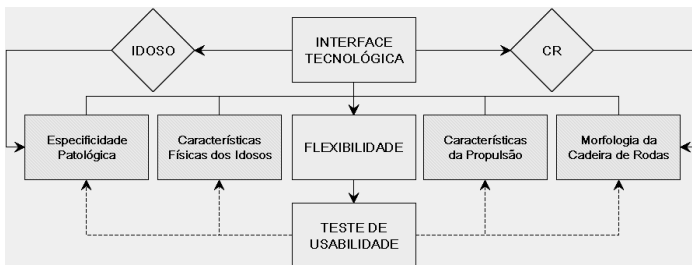 IDOSO
INTERFACE
TECNOLÓGICA
CR
Especificidade
Patológica
Características
Físicas dos Idosos
FLEXIBILIDADE
Características
da Propulsão
Morfologia da
Cadeira de Rodas
TESTE DE
USABILIDADE